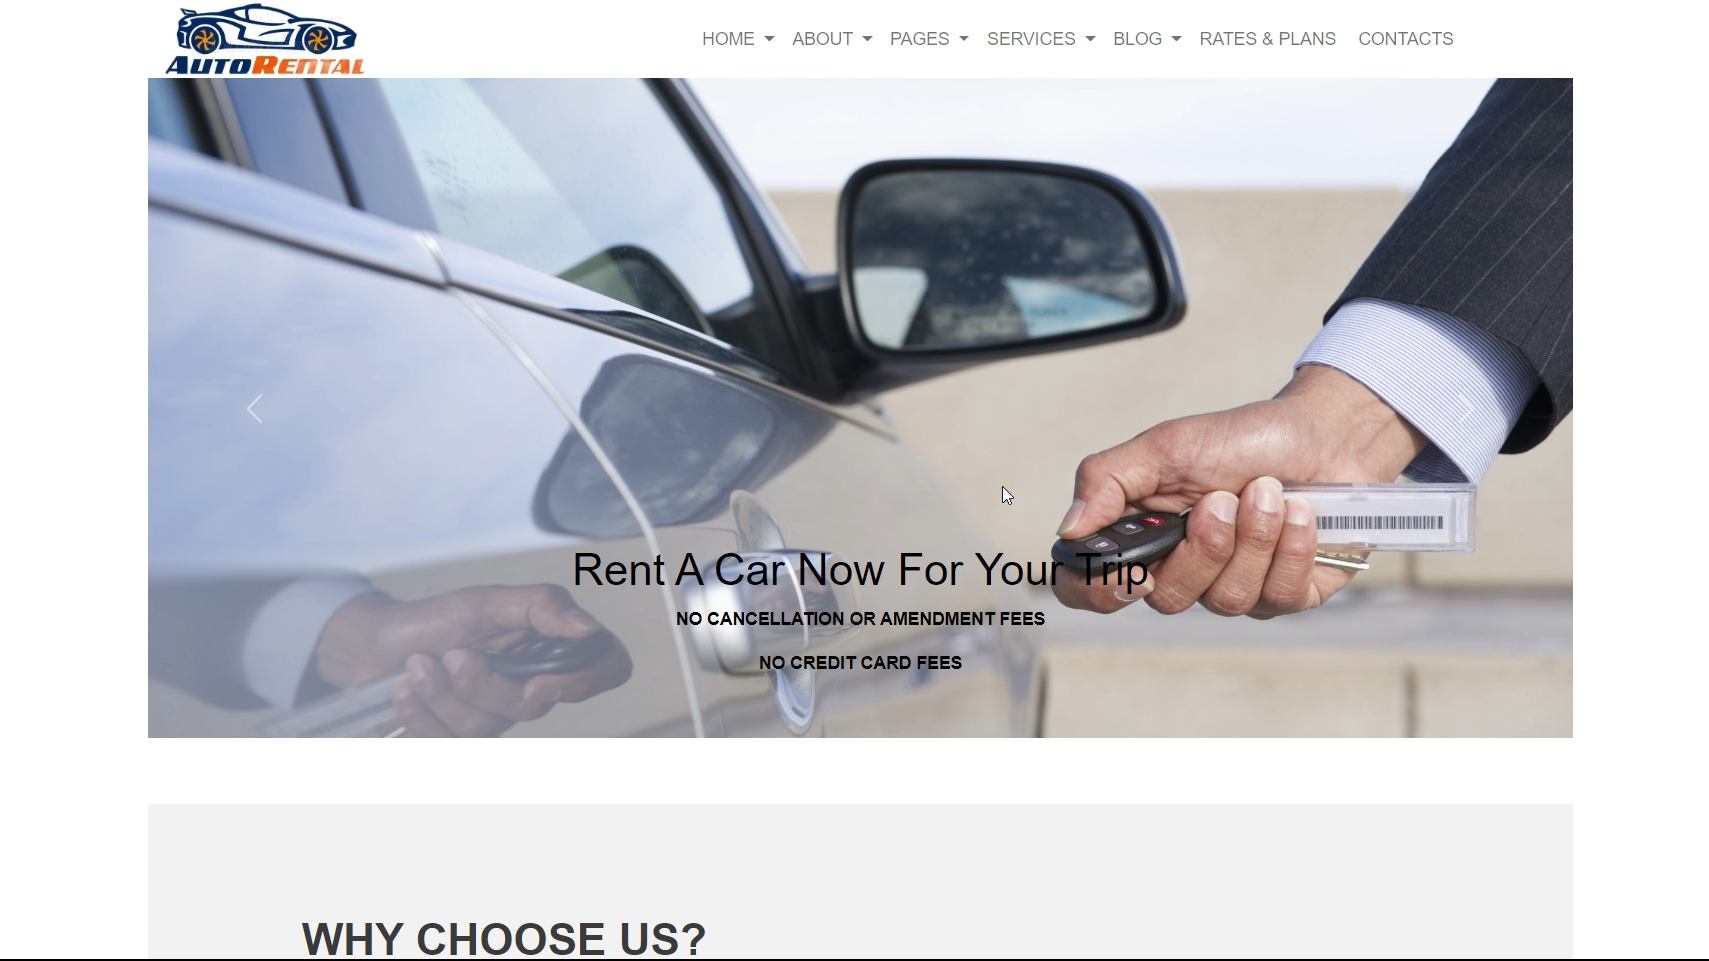 AUTORENTAL
HOME ABOUT PAGES SERVICES BLOG RATES & PLANS CONTACTS
Rent A Car Now For Your Trip
NO CANCELLATION OR AMENDMENT FEES
NO CREDIT CARD FEES
WHY CHOOSE US?